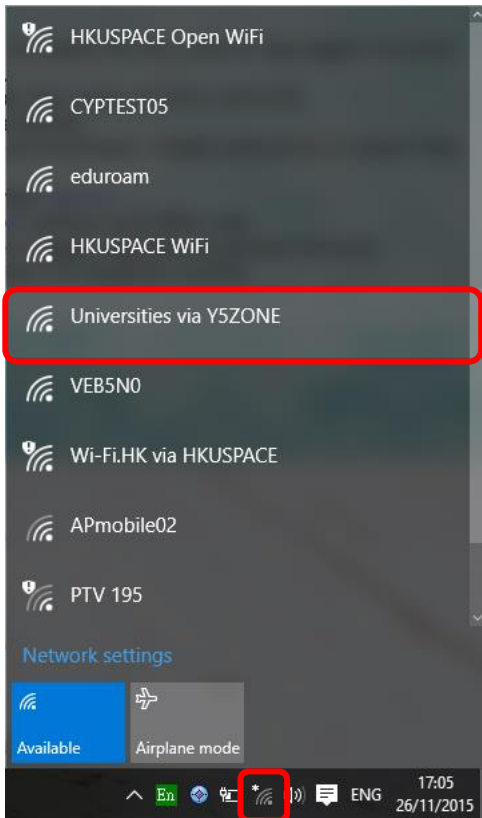 HKUSPACE Open WiFi
CYPTEST05
eduroam
HKUSPACE WiFi
Universities via Y5ZONE
VEB5N0
Wi-Fi.HK via HKUSPACE
APmobile02
PTV 195
Network settings
Available
Airplane mode
En
ENG
17:05
26/11/2015